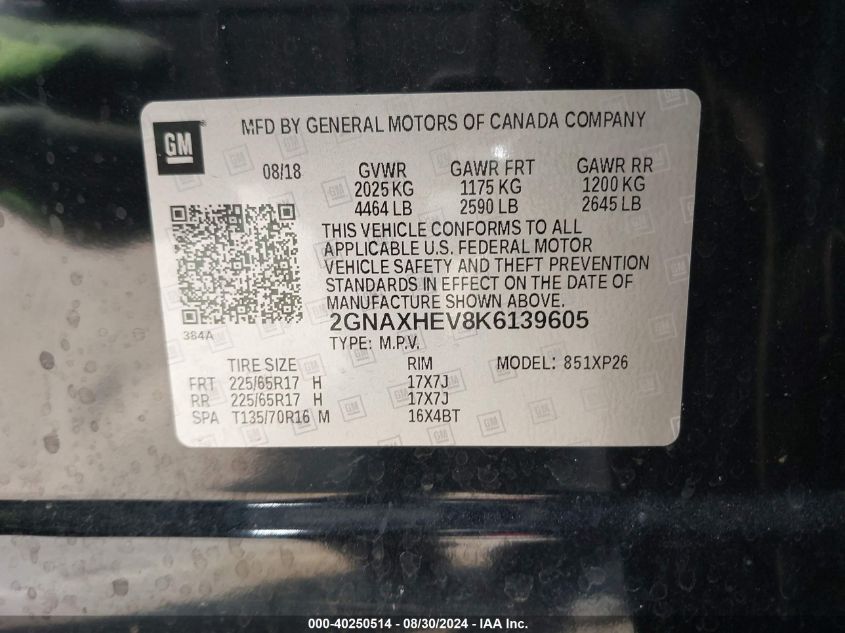 GM
MFD BY GENERAL MOTORS OF CANADA COMPANY
08/18 GVWR GAWR FRT GAWR RR
2025 KG 1175 KG 1200 KG
4464 LB 2590 LB 2645 LB
THIS VEHICLE CONFORMS TO ALL
APPLICABLE U.S. FEDERAL MOTOR
VEHICLE SAFETY AND THEFT PREVENTION
STANDARDS IN EFFECT ON THE DATE OF
MANUFACTURE SHOWN ABOVE.
2GNAXHEV8K6139605
384A
TYPE: M.P.V.
TIRE SIZE RIM MODEL: 851XP26
FRT 225/65R17 H 17X7J
RR 225/65R17 H 17X7J
SPA T135/70R16 M 16X4BT
000-40250514 - 08/30/2024 - IAA Inc.